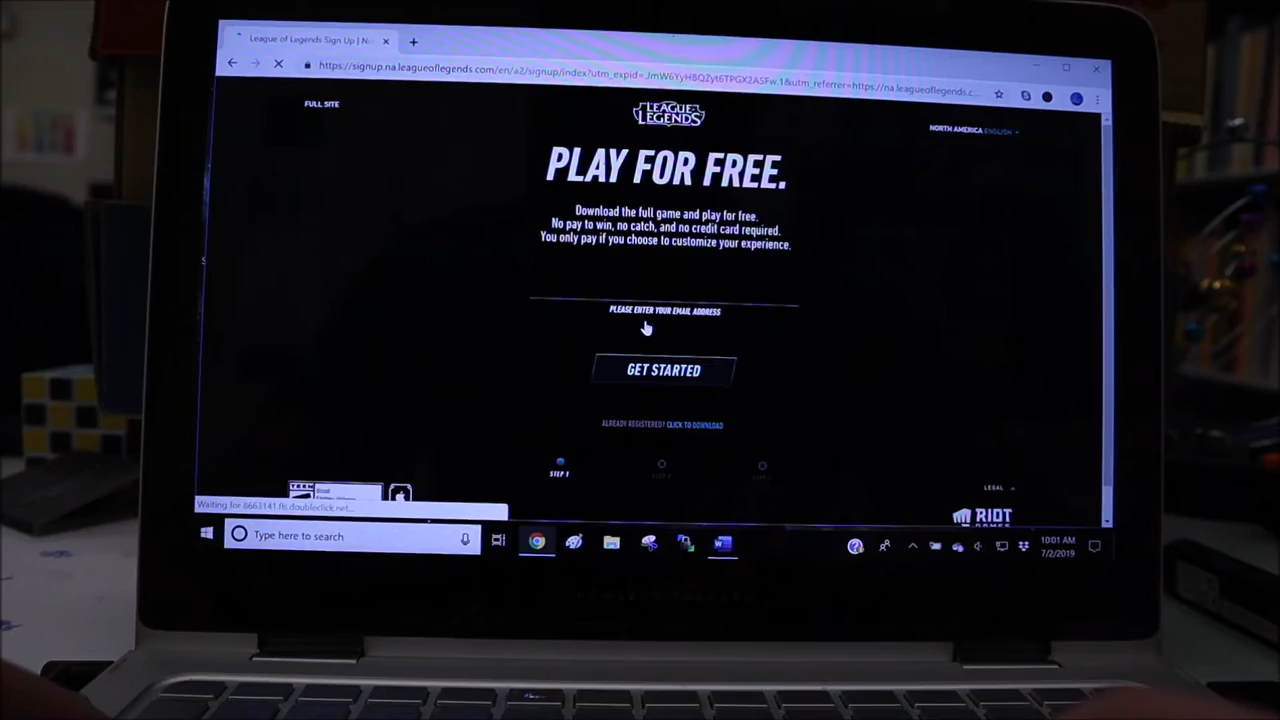 League of Legends Sign Up | N
https://signup.na.leagueoflegends.com/en/a2/signup/index?utm_expid=.JmW6YyHBQZyt6TPGX2ASFw.1&utm_referrer=https://na.leagueoflegends.c...
FULL SITE
LEAGUE OF
LEGENDS
NORTH AMERICA ENGLISH
PLAY FOR FREE.
Download the full game and play for free.
No pay to win, no catch, and no credit card required.
You only pay if you choose to customize your experience.
PLEASE ENTER YOUR EMAIL ADDRESS
GET STARTED
ALREADY REGISTERED? CLICK TO DOWNLOAD
STEP 1
TEEN
LEGAL
RIOT
GAMES
Waiting for 8663141.fls.doubleclick.net...
Type here to search
10:01 AM
7/2/2019